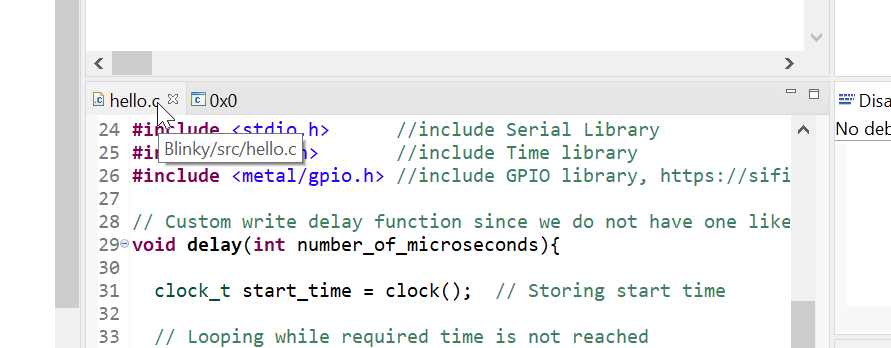 hello.c 0x0
Disa
No deb
24 #include <stdio.h> //include Serial Library
25 #in h> //include Time library
Blinky/src/hello.c
26 #include <metal/gpio.h> //include GPIO library, https://sifi
27
28 // Custom write delay function since we do not have one like
29 void delay(int number_of_microseconds){
30
31 clock_t start_time = clock(); // Storing start time
32
33 // Looping while required time is not reached